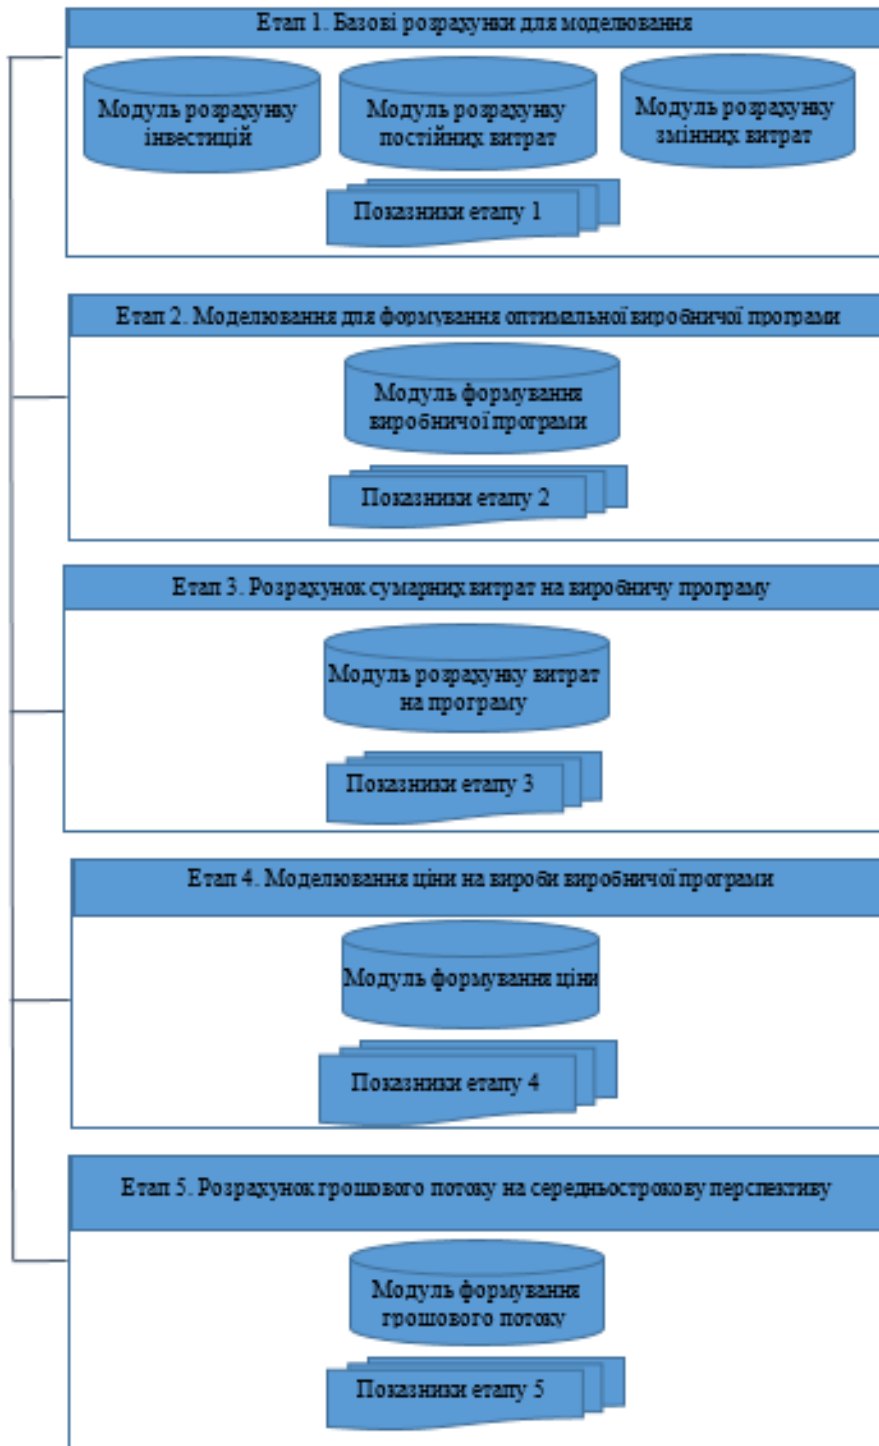 Етап 1. Базові розрахунки для моделювання
Модуль розрахунку
інвестицій
Модуль розрахунку
постійних витрат
Модуль розрахунку
змінних витрат
Показники етапу 1
Етап 2. Моделювання для формування оптимальної виробничої програми
Модуль формування
виробничої програми
Показники етапу 2
Етап 3. Розрахунок сумарних витрат на виробничу програму
Модуль розрахунку витрат
на програму
Показники етапу 3
Етап 4. Моделювання ціни на вироби виробничої програми
Модуль формування ціни
Показники етапу 4
Етап 5. Розрахунок грошового потоку на середньострокову перспективу
Модуль формування
грошового потоку
Показники етапу 5